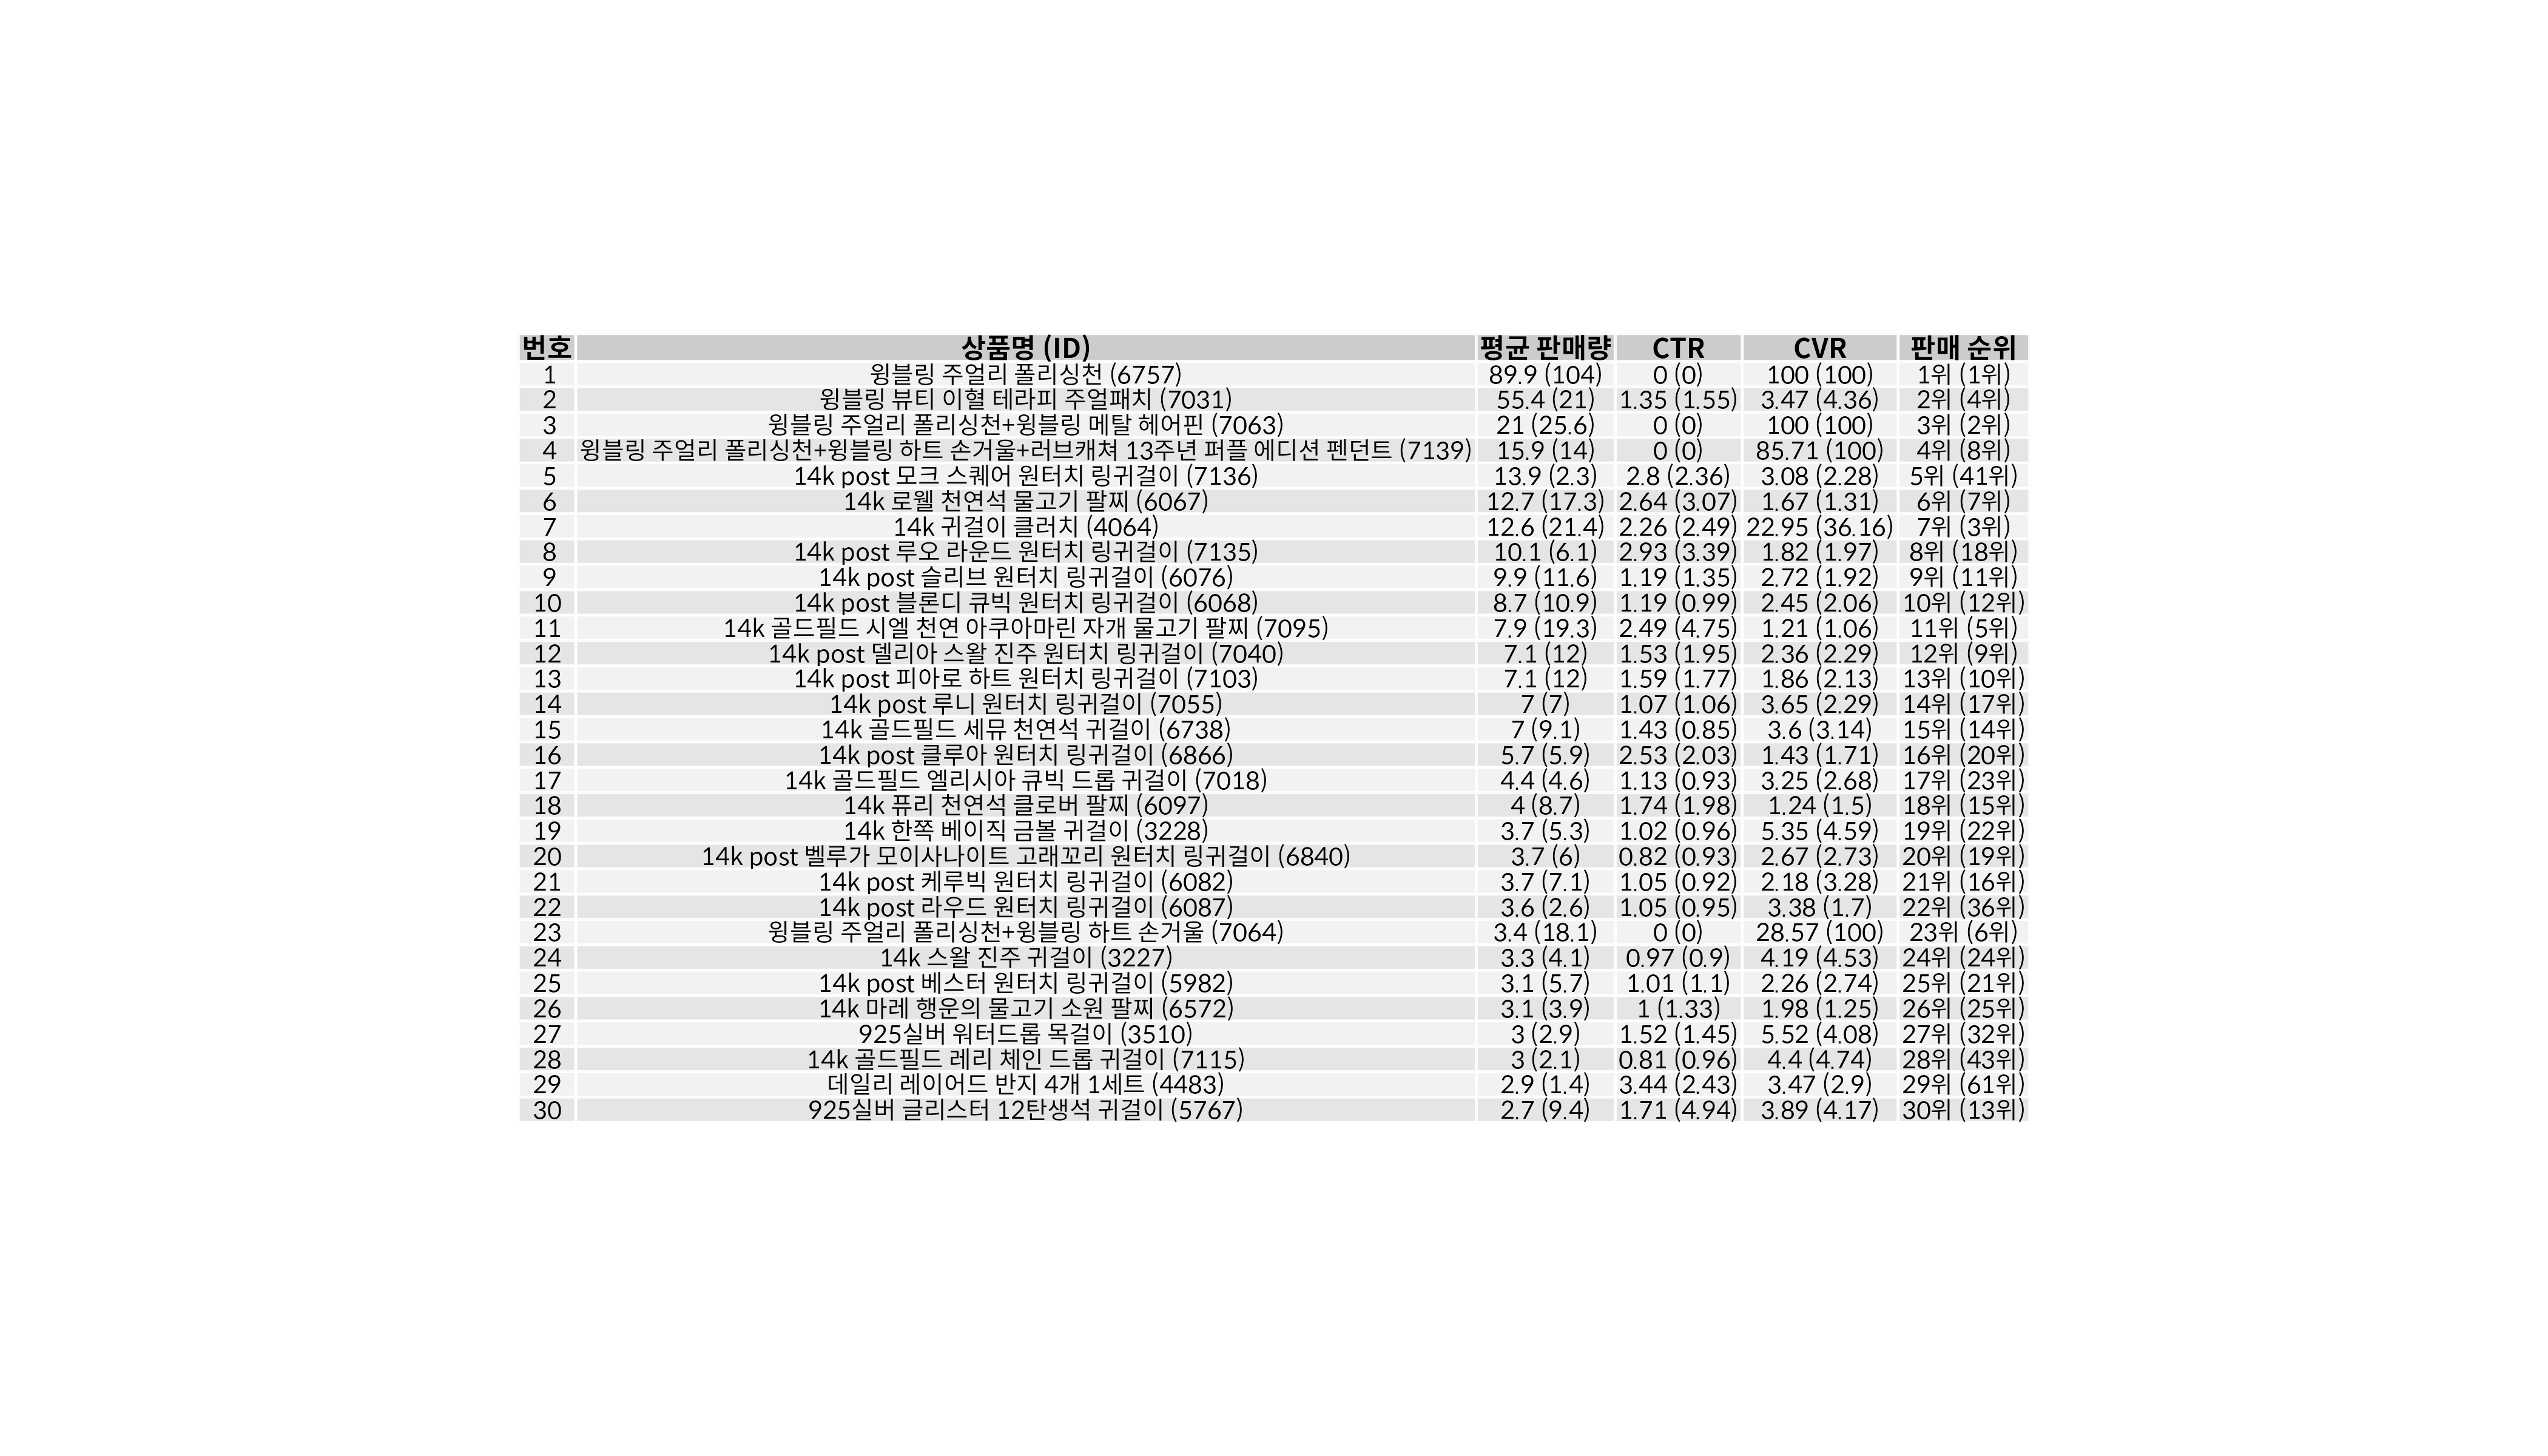 번호 상품명 (ID) 평균 판매량 CTR CVR 판매 순위
1 윙블링 주얼리 폴리싱천 (6757) 89.9 (104) 0 (0) 100 (100) 1위 (1위)
2 윙블링 뷰티 이혈 테라피 주얼패치 (7031) 55.4 (21) 1.35 (1.55) 3.47 (4.36) 2위 (4위)
3 윙블링 주얼리 폴리싱천+윙블링 메탈 헤어핀 (7063) 21 (25.6) 0 (0) 100 (100) 3위 (2위)
4 윙블링 주얼리 폴리싱천+윙블링 하트 손거울+러브캐쳐 13주년 퍼플 에디션 펜던트 (7139) 15.9 (14) 0 (0) 85.71 (100) 4위 (8위)
5 14k post 모크 스퀘어 원터치 링귀걸이 (7136) 13.9 (2.3) 2.8 (2.36) 3.08 (2.28) 5위 (41위)
6 14k 로웰 천연석 물고기 팔찌 (6067) 12.7 (17.3) 2.64 (3.07) 1.67 (1.31) 6위 (7위)
7 14k 귀걸이 클러치 (4064) 12.6 (21.4) 2.26 (2.49) 22.95 (36.16) 7위 (3위)
8 14k post 루오 라운드 원터치 링귀걸이 (7135) 10.1 (6.1) 2.93 (3.39) 1.82 (1.97) 8위 (18위)
9 14k post 슬리브 원터치 링귀걸이 (6076) 9.9 (11.6) 1.19 (1.35) 2.72 (1.92) 9위 (11위)
10 14k post 블론디 큐빅 원터치 링귀걸이 (6068) 8.7 (10.9) 1.19 (0.99) 2.45 (2.06) 10위 (12위)
11 14k 골드필드 시엘 천연 아쿠아마린 자개 물고기 팔찌 (7095) 7.9 (19.3) 2.49 (4.75) 1.21 (1.06) 11위 (5위)
12 14k post 델리아 스왈 진주 원터치 링귀걸이 (7040) 7.1 (12) 1.53 (1.95) 2.36 (2.29) 12위 (9위)
13 14k post 피아로 하트 원터치 링귀걸이 (7103) 7.1 (12) 1.59 (1.77) 1.86 (2.13) 13위 (10위)
14 14k post 루니 원터치 링귀걸이 (7055) 7 (7) 1.07 (1.06) 3.65 (2.29) 14위 (17위)
15 14k 골드필드 세뮤 천연석 귀걸이 (6738) 7 (9.1) 1.43 (0.85) 3.6 (3.14) 15위 (14위)
16 14k post 클루아 원터치 링귀걸이 (6866) 5.7 (5.9) 2.53 (2.03) 1.43 (1.71) 16위 (20위)
17 14k 골드필드 엘리시아 큐빅 드롭 귀걸이 (7018) 4.4 (4.6) 1.13 (0.93) 3.25 (2.68) 17위 (23위)
18 14k 퓨리 천연석 클로버 팔찌 (6097) 4 (8.7) 1.74 (1.98) 1.24 (1.5) 18위 (15위)
19 14k 한쪽 베이직 금볼 귀걸이 (3228) 3.7 (5.3) 1.02 (0.96) 5.35 (4.59) 19위 (22위)
20 14k post 벨루가 모이사나이트 고래꼬리 원터치 링귀걸이 (6840) 3.7 (6) 0.82 (0.93) 2.67 (2.73) 20위 (19위)
21 14k post 케루빅 원터치 링귀걸이 (6082) 3.7 (7.1) 1.05 (0.92) 2.18 (3.28) 21위 (16위)
22 14k post 라우드 원터치 링귀걸이 (6087) 3.6 (2.6) 1.05 (0.95) 3.38 (1.7) 22위 (36위)
23 윙블링 주얼리 폴리싱천+윙블링 하트 손거울 (7064) 3.4 (18.1) 0 (0) 28.57 (100) 23위 (6위)
24 14k 스왈 진주 귀걸이 (3227) 3.3 (4.1) 0.97 (0.9) 4.19 (4.53) 24위 (24위)
25 14k post 베스터 원터치 링귀걸이 (5982) 3.1 (5.7) 1.01 (1.1) 2.26 (2.74) 25위 (21위)
26 14k 마레 행운의 물고기 소원 팔찌 (6572) 3.1 (3.9) 1 (1.33) 1.98 (1.25) 26위 (25위)
27 925실버 워터드롭 목걸이 (3510) 3 (2.9) 1.52 (1.45) 5.52 (4.08) 27위 (32위)
28 14k 골드필드 레리 체인 드롭 귀걸이 (7115) 3 (2.1) 0.81 (0.96) 4.4 (4.74) 28위 (43위)
29 데일리 레이어드 반지 4개 1세트 (4483) 2.9 (1.4) 3.44 (2.43) 3.47 (2.9) 29위 (61위)
30 925실버 글리스터 12탄생석 귀걸이 (5767) 2.7 (9.4) 1.71 (4.94) 3.89 (4.17) 30위 (13위)